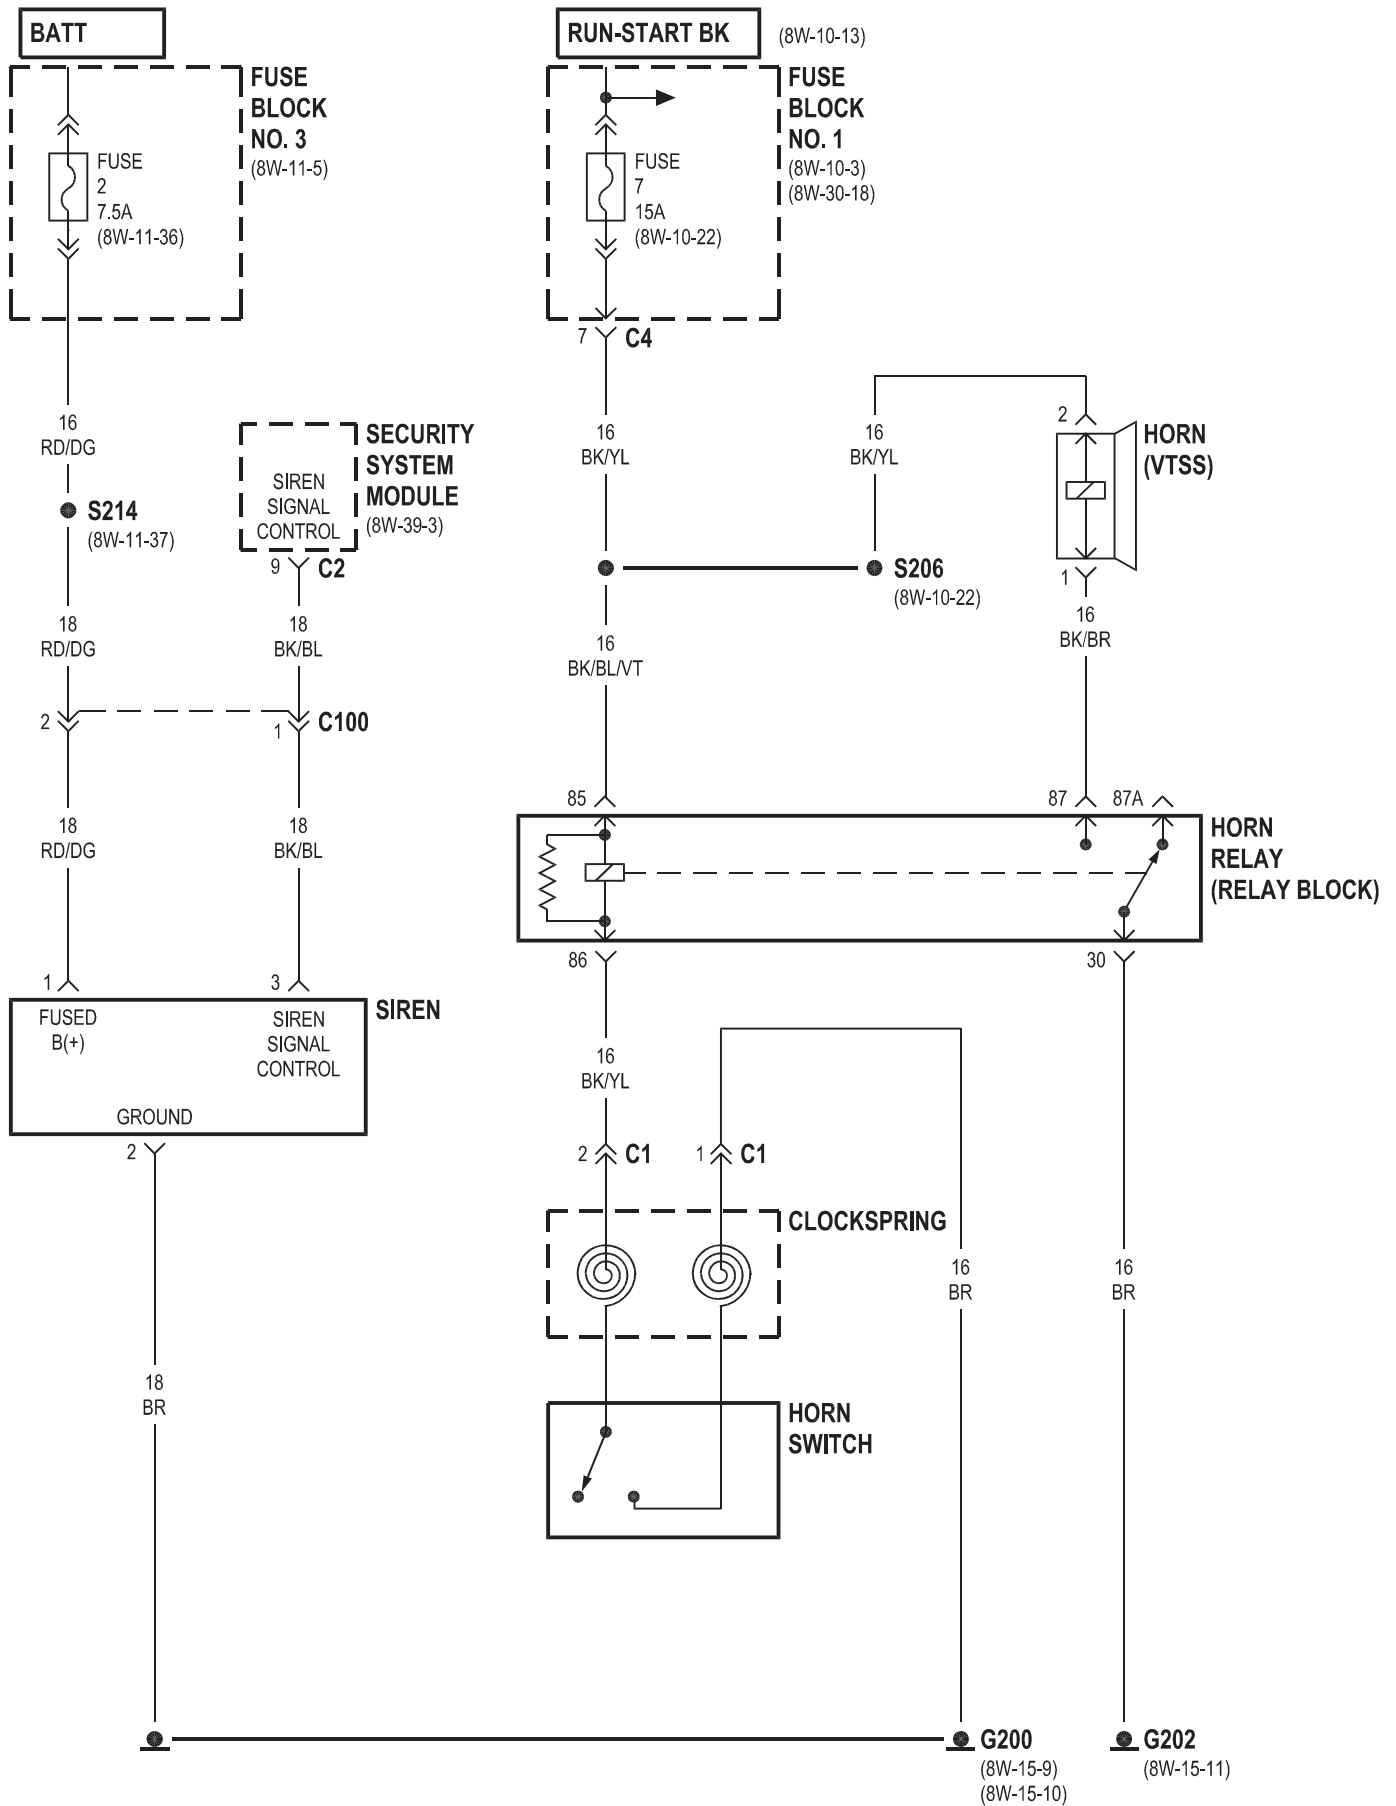 BATT
FUSE
BLOCK
NO. 3
(8W-11-5)
FUSE
2
7.5A
(8W-11-36)
16
RD/DG
S214
(8W-11-37)
SECURITY
SYSTEM
MODULE
(8W-39-3)
SIREN
SIGNAL
CONTROL
9
C2
18
RD/DG
18
BK/BL
2
1
C100
18
RD/DG
18
BK/BL
1
3
SIREN
FUSED
B(+)
SIREN
SIGNAL
CONTROL
GROUND
2
18
BR
RUN-START BK
(8W-10-13)
FUSE
BLOCK
NO. 1
(8W-10-3)
(8W-30-18)
FUSE
7
15A
(8W-10-22)
7
C4
16
BK/YL
16
BK/YL
2
HORN
(VTSS)
S206
(8W-10-22)
1
16
BK/BR
16
BK/BL/VT
85
87
87A
HORN
RELAY
(RELAY BLOCK)
86
30
16
BK/YL
2
C1
1
C1
CLOCKSPRING
16
BR
16
BR
HORN
SWITCH
G200
(8W-15-9)
(8W-15-10)
G202
(8W-15-11)